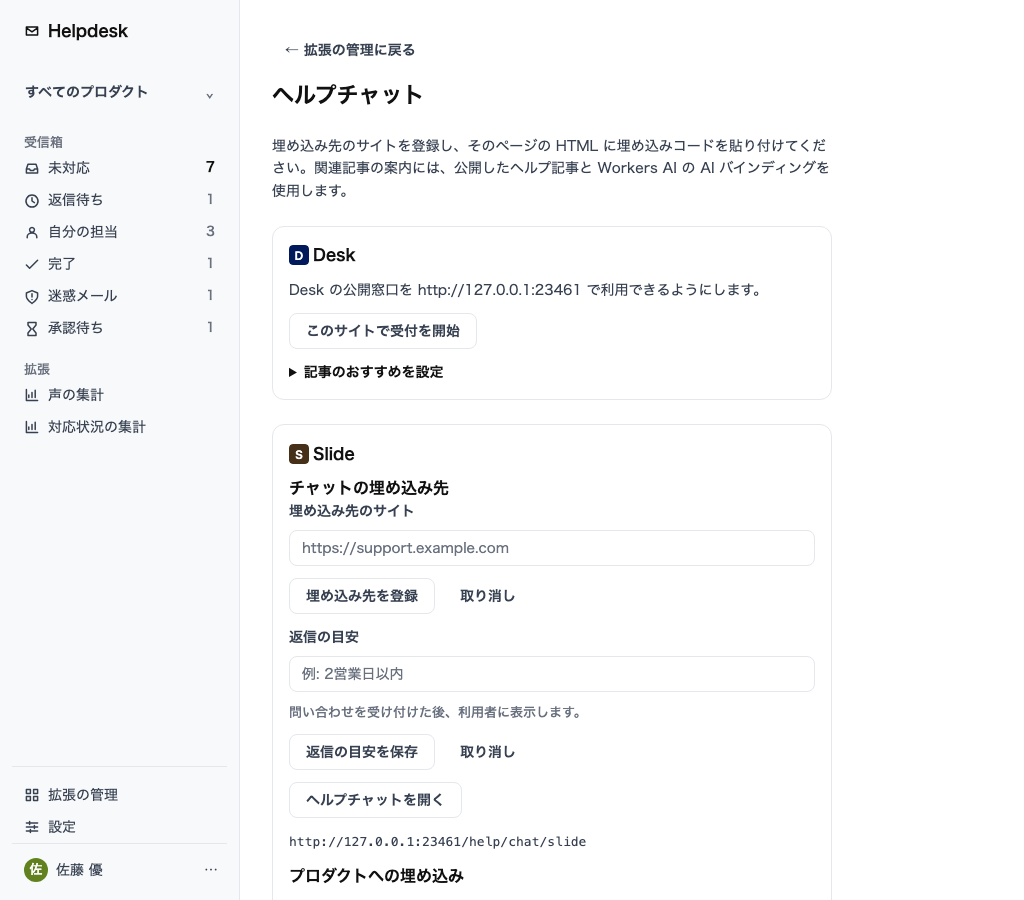 Helpdesk
すべてのプロダクト
受信箱
未対応 7
返信待ち 1
自分の担当 3
完了 1
迷惑メール 1
承認待ち 1
拡張
声の集計
対応状況の集計
拡張の管理
設定
佐 佐藤 優 ...
← 拡張の管理に戻る
ヘルプチャット
埋め込み先のサイトを登録し、そのページの HTML に埋め込みコードを貼り付けてくだ
さい。関連記事の案内には、公開したヘルプ記事と Workers AI の AI バインディングを
使用します。
D Desk
Desk の公開窓口を http://127.0.0.1:23461 で利用できるようにします。
このサイトで受付を開始
▶ 記事のおすすめを設定
S Slide
チャットの埋め込み先
埋め込み先のサイト
https://support.example.com
埋め込み先を登録 取り消し
返信の目安
例: 2営業日以内
問い合わせを受け付けた後、利用者に表示します。
返信の目安を保存 取り消し
ヘルプチャットを開く
http://127.0.0.1:23461/help/chat/slide
プロダクトへの埋め込み